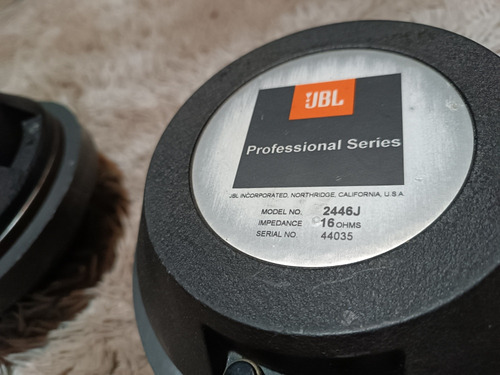 JBL
Professional Series
JBL INCORPORATED, NORTHRIDGE, CALIFORNIA, U.S.A.
MODEL NO. 2446J
IMPEDANCE 16 OHMS
SERIAL NO. 44035